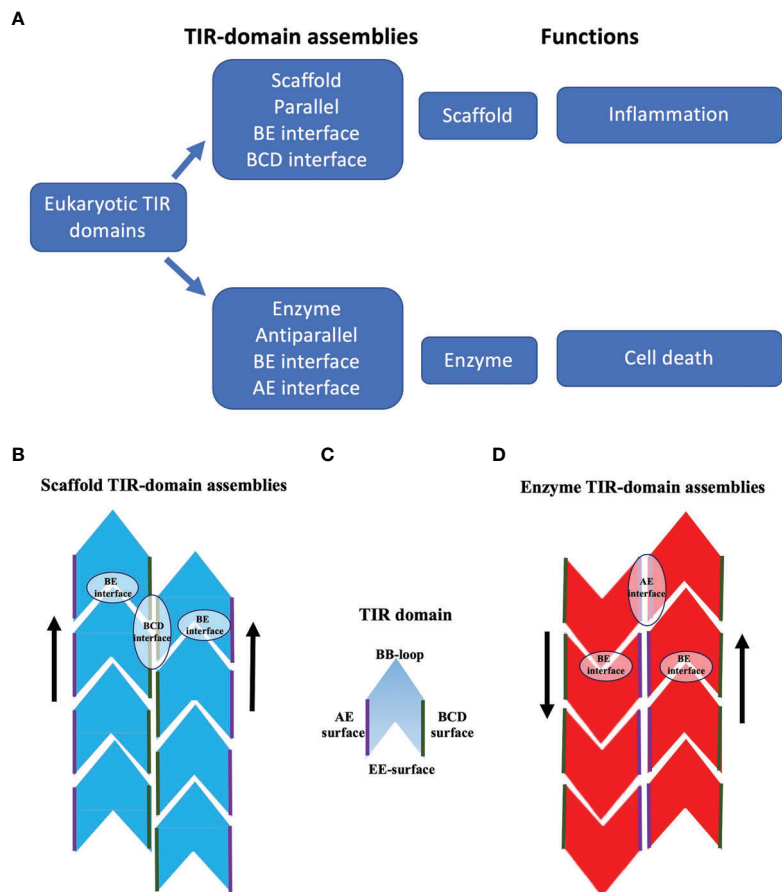 A
TIR-domain assemblies
Functions
Eukaryotic TIR
domains
Scaffold
Parallel
BE interface
BCD interface
Scaffold
Inflammation
Enzyme
Antiparallel
BE interface
AE interface
Enzyme
Cell death
B
Scaffold TIR-domain assemblies
BE
interface
BCD
interface
BE
interface
C
TIR domain
BB-loop
AE
surface
BCD
surface
EE-surface
D
Enzyme TIR-domain assemblies
AE
interface
BE
interface
BE
interface